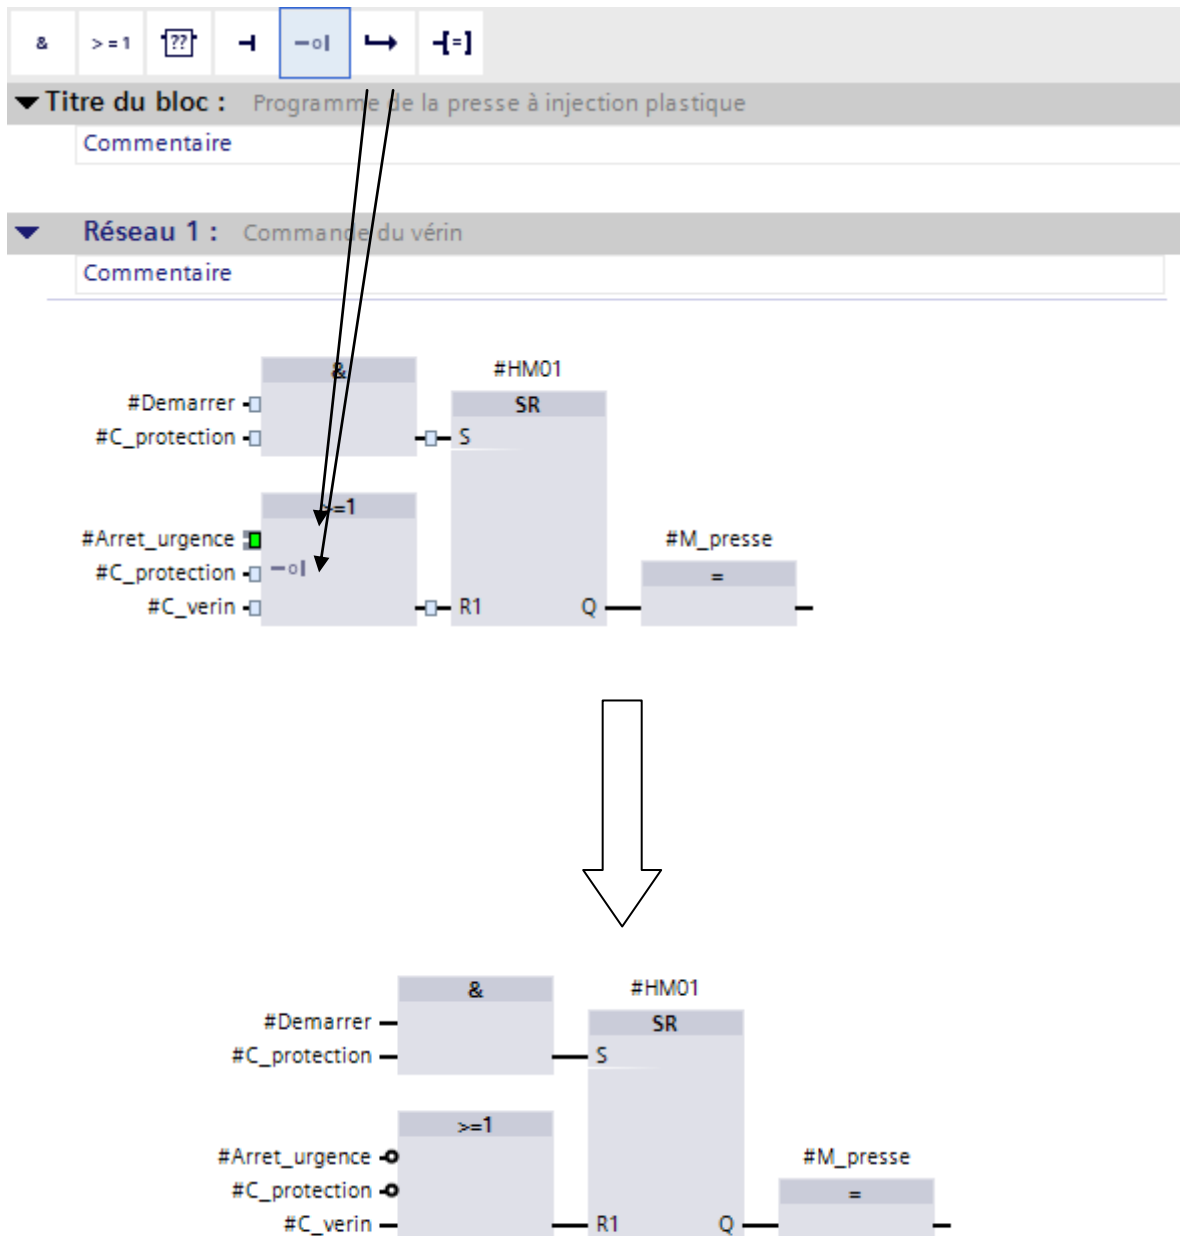 & >=1 ?? -o| -[=]
Titre du bloc : Programme de la presse à injection plastique
Commentaire
Réseau 1 : Commande du vérin
Commentaire
& #HM01
#Demarrer SR
#C_protection S
>=1
#Arret_urgence #M_presse
#C_protection -o| =
#C_verin R1 Q
& #HM01
#Demarrer SR
#C_protection S
>=1
#Arret_urgence #M_presse
#C_protection =
#C_verin R1 Q